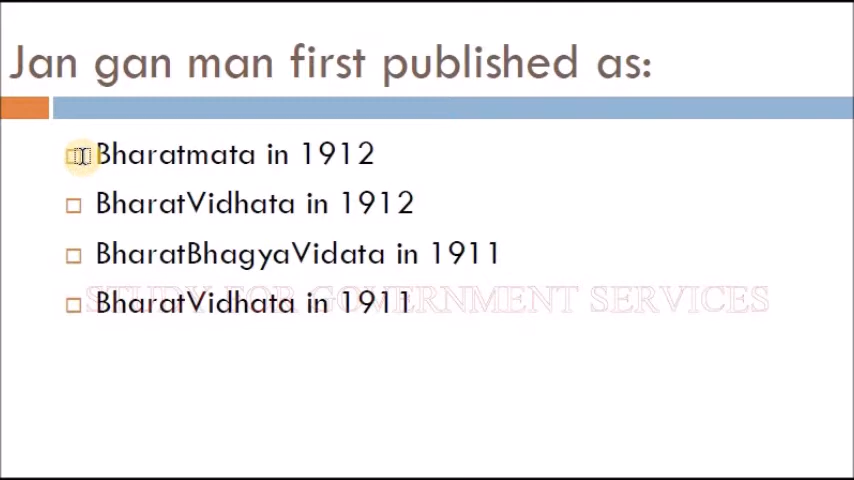 Jan gan man first published as:
Bharatmata in 1912
BharatVidhata in 1912
BharatBhagyaVidata in 1911
STUDY FOR GOVERNMENT SERVICES
BharatVidhata in 1911